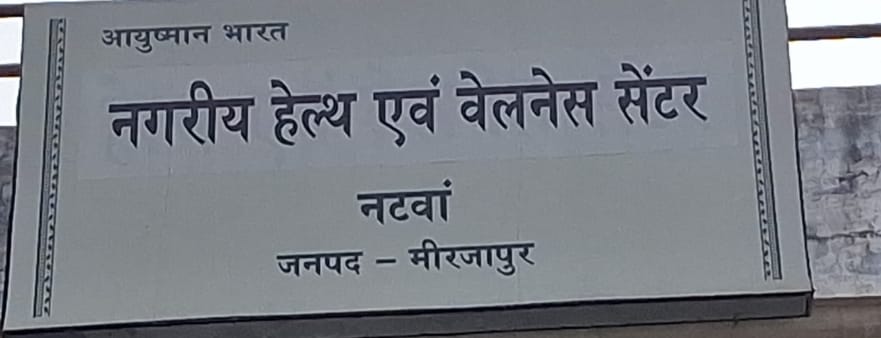 आयुष्मान भारत
नगरीय हेल्थ एवं वेलनेस सेंटर
नटवां
जनपद – मीरजापुर